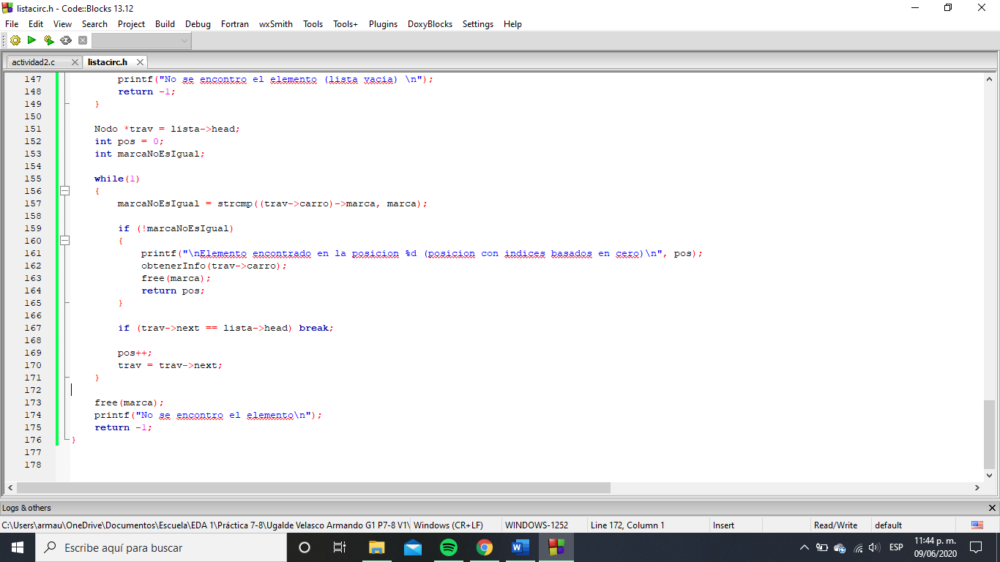 listacirc.h - Code::Blocks 13.12
File Edit View Search Project Build Debug Fortran wxSmith Tools Tools+ Plugins DoxyBlocks Settings Help
actividad2.c listacirc.h
147 printf("No se encontro el elemento (lista vacia) \n");
148 return -1;
149 }
150
151 Nodo *trav = lista->head;
152 int pos = 0;
153 int marcaNoEsIgual;
154
155 while(1)
156 {
157 marcaNoEsIgual = strcmp((trav->carro)->marca, marca);
158
159 if (!marcaNoEsIgual)
160 {
161 printf("\nElemento encontrado en la posicion %d (posicion con indices basados en cero)\n", pos);
162 obtenerInfo(trav->carro);
163 free(marca);
164 return pos;
165 }
166
167 if (trav->next == lista->head) break;
168
169 pos++;
170 trav = trav->next;
171 }
172
173 free(marca);
174 printf("No se encontro el elemento\n");
175 return -1;
176 }
177
178
Logs & others
C:\Users\armau\OneDrive\Documentos\Escuela\EDA 1\Práctica 7-8\Ugalde Velasco Armando G1 P7-8 V1\ Windows (CR+LF) WINDOWS-1252 Line 172, Column 1 Insert Read/Write default
Escribe aquí para buscar
ESP
11:44 p. m.
09/06/2020